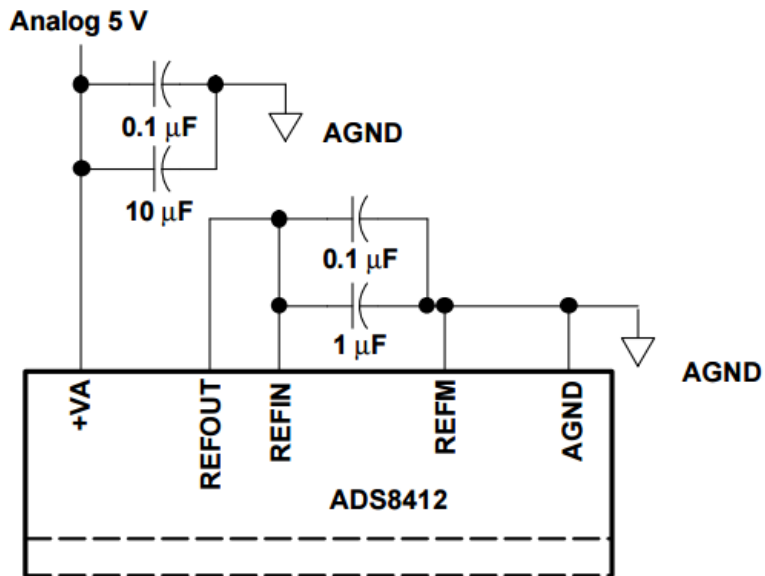 Analog 5 V
0.1 μF
AGND
10 μF
0.1 μF
1 μF
AGND
+VA
REFOUT
REFIN
REFM
AGND
ADS8412